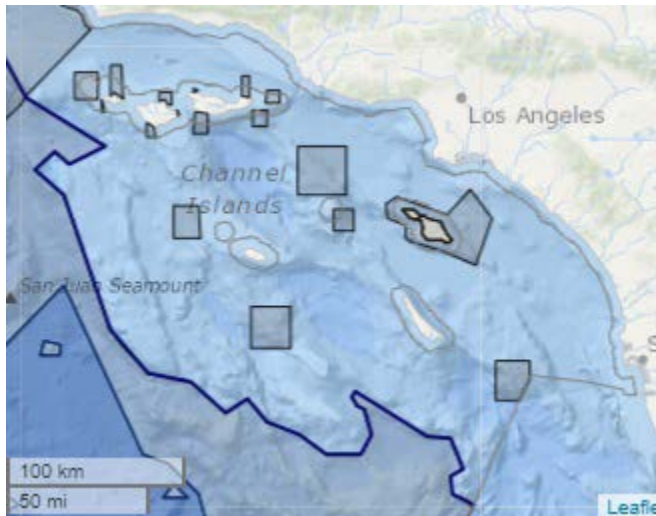 Los Angeles
Channel
Islands
San Juan Seamount
S
100 km
50 mi
Leafle